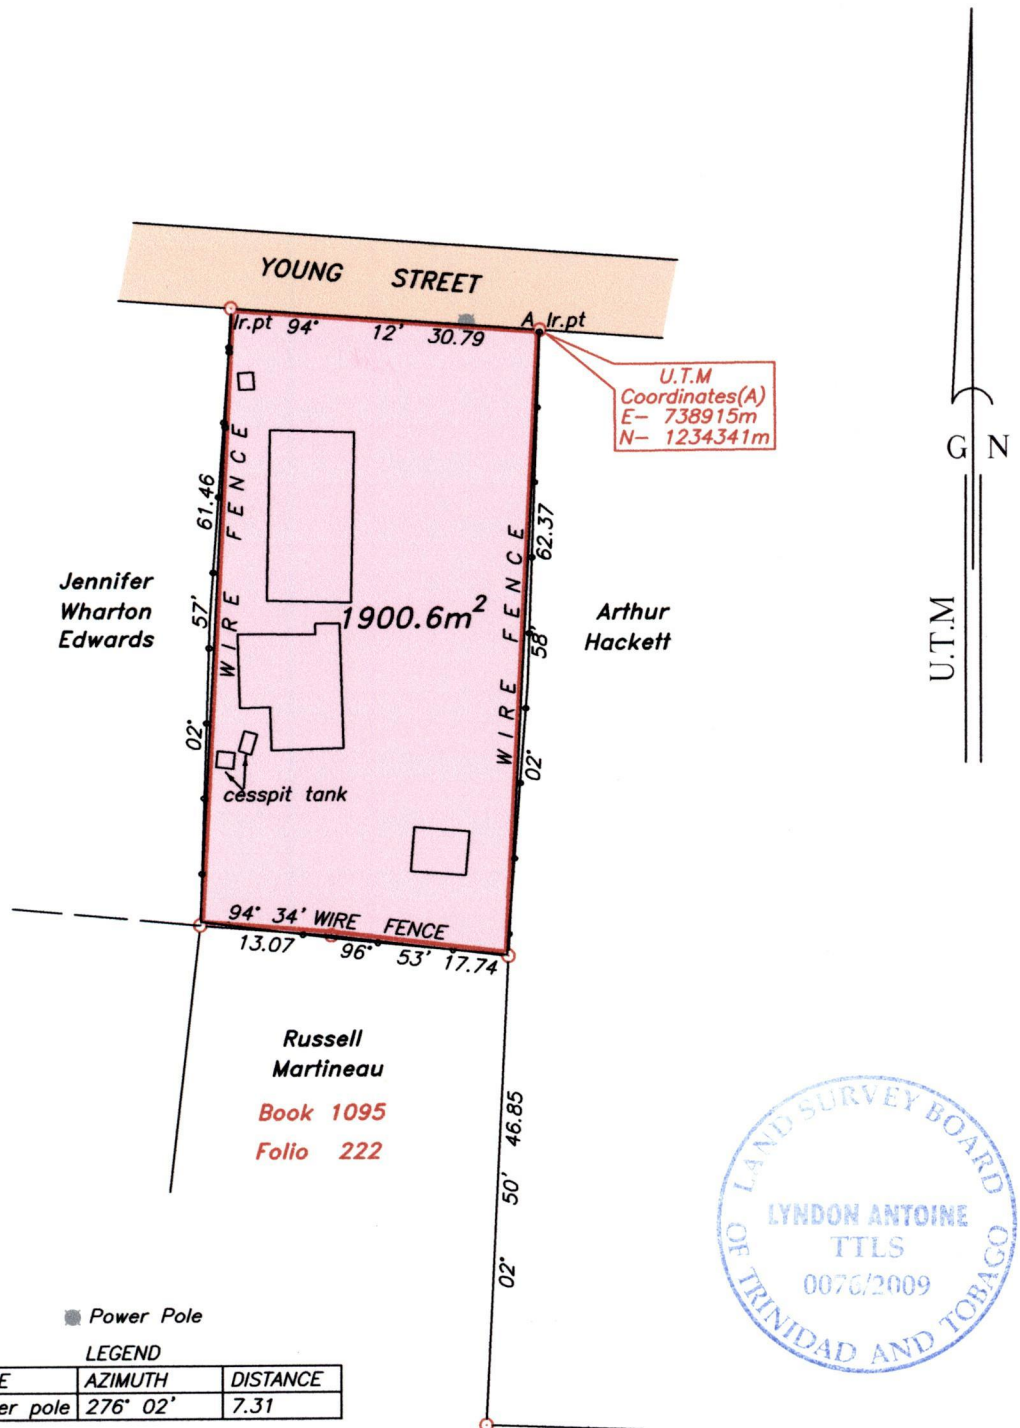 YOUNG STREET
Ir.pt 94° 12' 30.79 A Ir.pt
U.T.M
Coordinates(A)
E- 738915m
N- 1234341m
G N
U.T.M
WIRE FENCE
02° 57' 61.46
WIRE FENCE
02° 58' 62.37
Jennifer
Wharton
Edwards
1900.6m²
Arthur
Hackett
cesspit tank
94° 34' WIRE FENCE
13.07 96° 53' 17.74
Russell
Martineau
Book 1095
Folio 222
02° 50' 46.85
LAND SURVEY BOARD
OF TRINIDAD AND TOBAGO
LYNDON ANTOINE
TTLS
0076/2009
Power Pole
LEGEND
E AZIMUTH DISTANCE
er pole 276° 02' 7.31